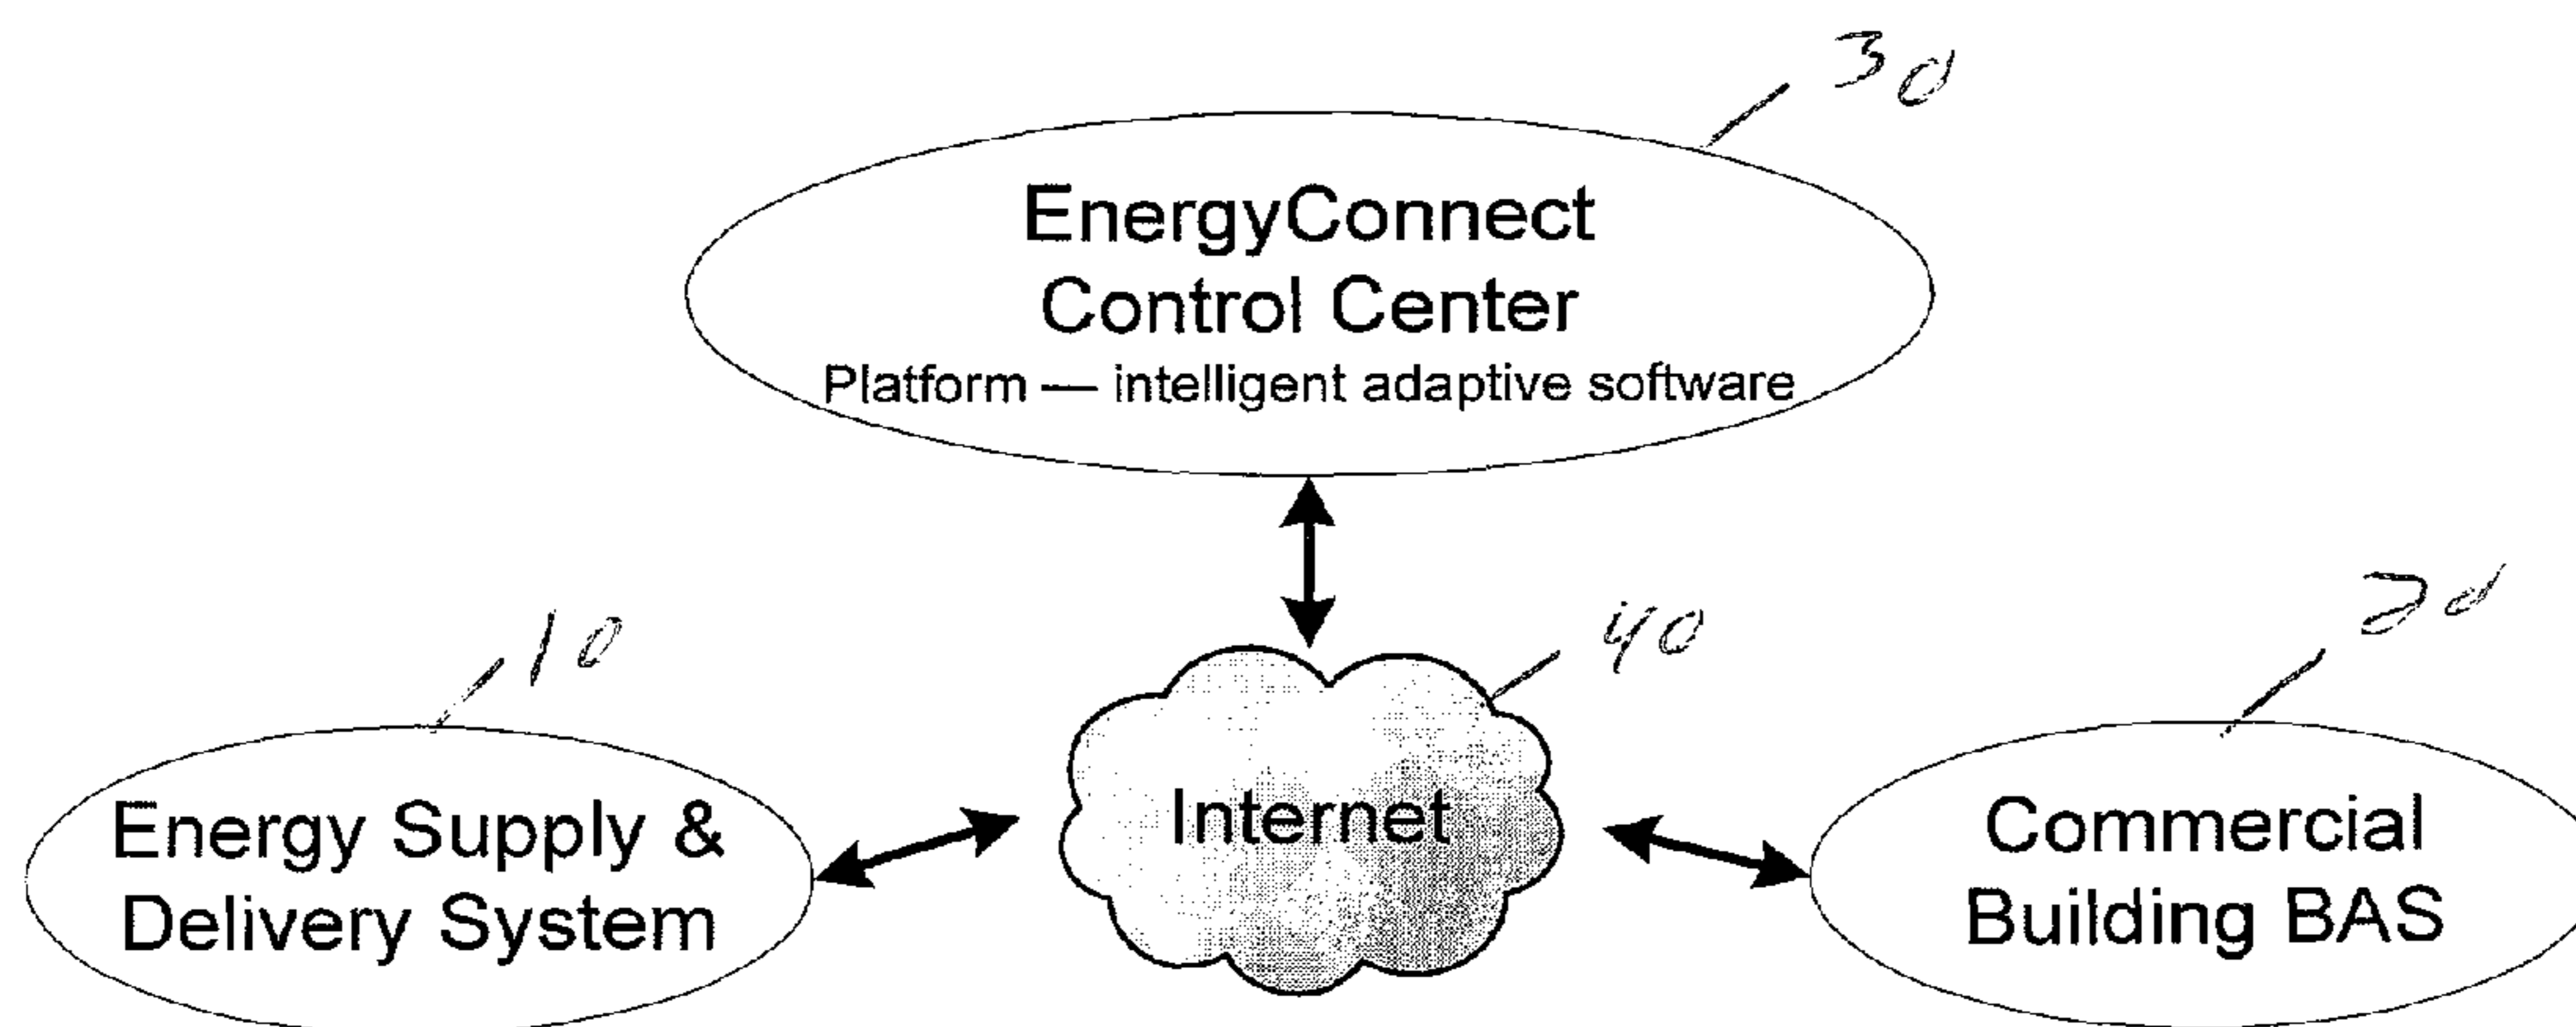 30
EnergyConnect
Control Center
Platform — intelligent adaptive software
10
40
20
Internet
Energy Supply &
Delivery System
Commercial
Building BAS